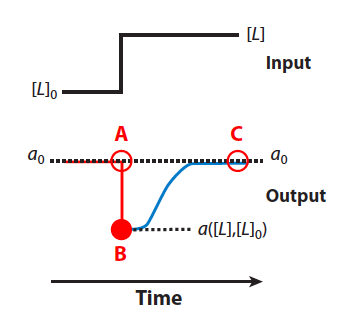 [L]
Input
[L]₀
A
C
a₀
a₀
Output
a([L],[L]₀)
B
Time